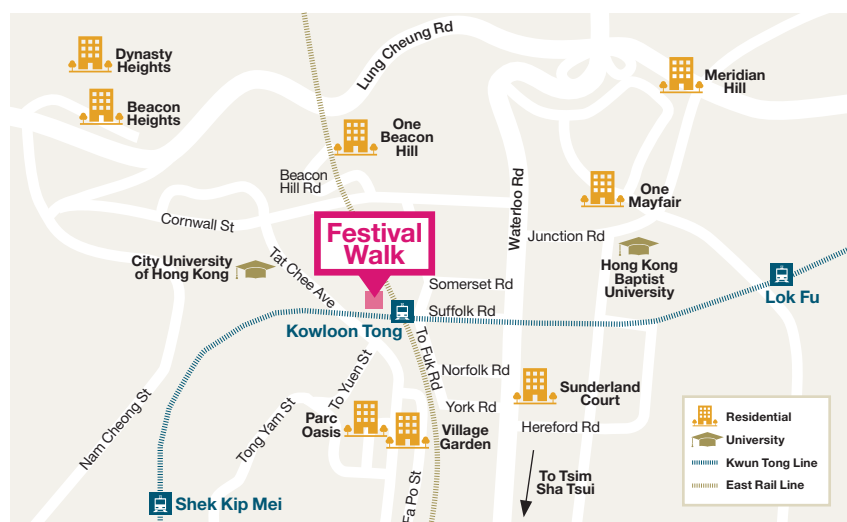 Lung Cheung Rd
Dynasty
Heights
Meridian
Hill
Beacon
Heights
One
Beacon
Hill
Beacon
Hill Rd
One
Mayfair
Cornwall St
Waterloo Rd
Junction Rd
Festival
Walk
City University
of Hong Kong
Tat Chee Ave
Hong Kong
Baptist
University
Somerset Rd
Lok Fu
Suffolk Rd
Kowloon Tong
To Fuk Rd
To Yuen St
Norfolk Rd
Sunderland
Court
Nam Cheong St
Tong Yam St
Parc
Oasis
York Rd
Village
Garden
Hereford Rd
Residential
University
Kwun Tong Line
East Rail Line
To Tsim
Sha Tsui
Shek Kip Mei
Fa Po St